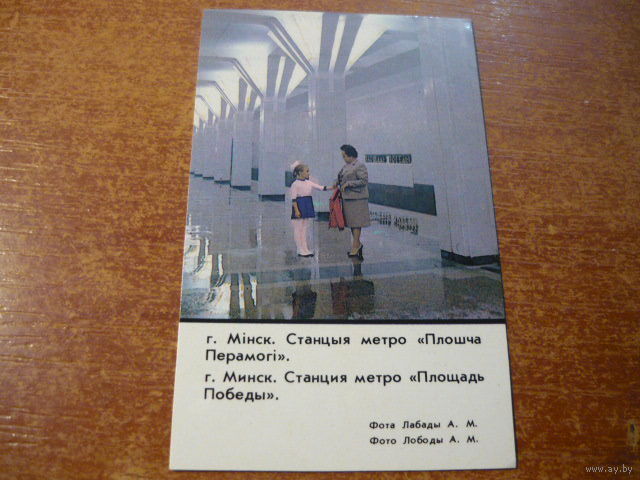 г. Мінск. Станцыя метро «Плошча
Перамогі».
г. Минск. Станция метро «Площадь
Победы».
Фота Лабады А. М.
Фото Лободы А. М.
www.ay.by